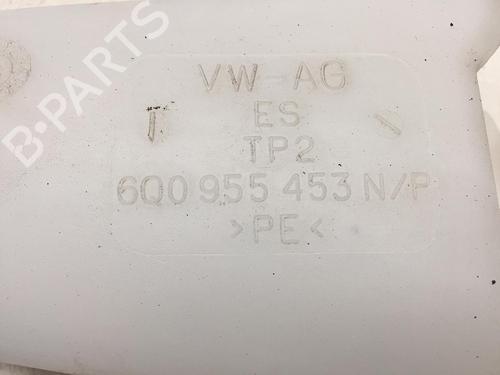 VW-AG
ES
TP2
6Q0 955 453 N/P
>PE<
B-PARTS